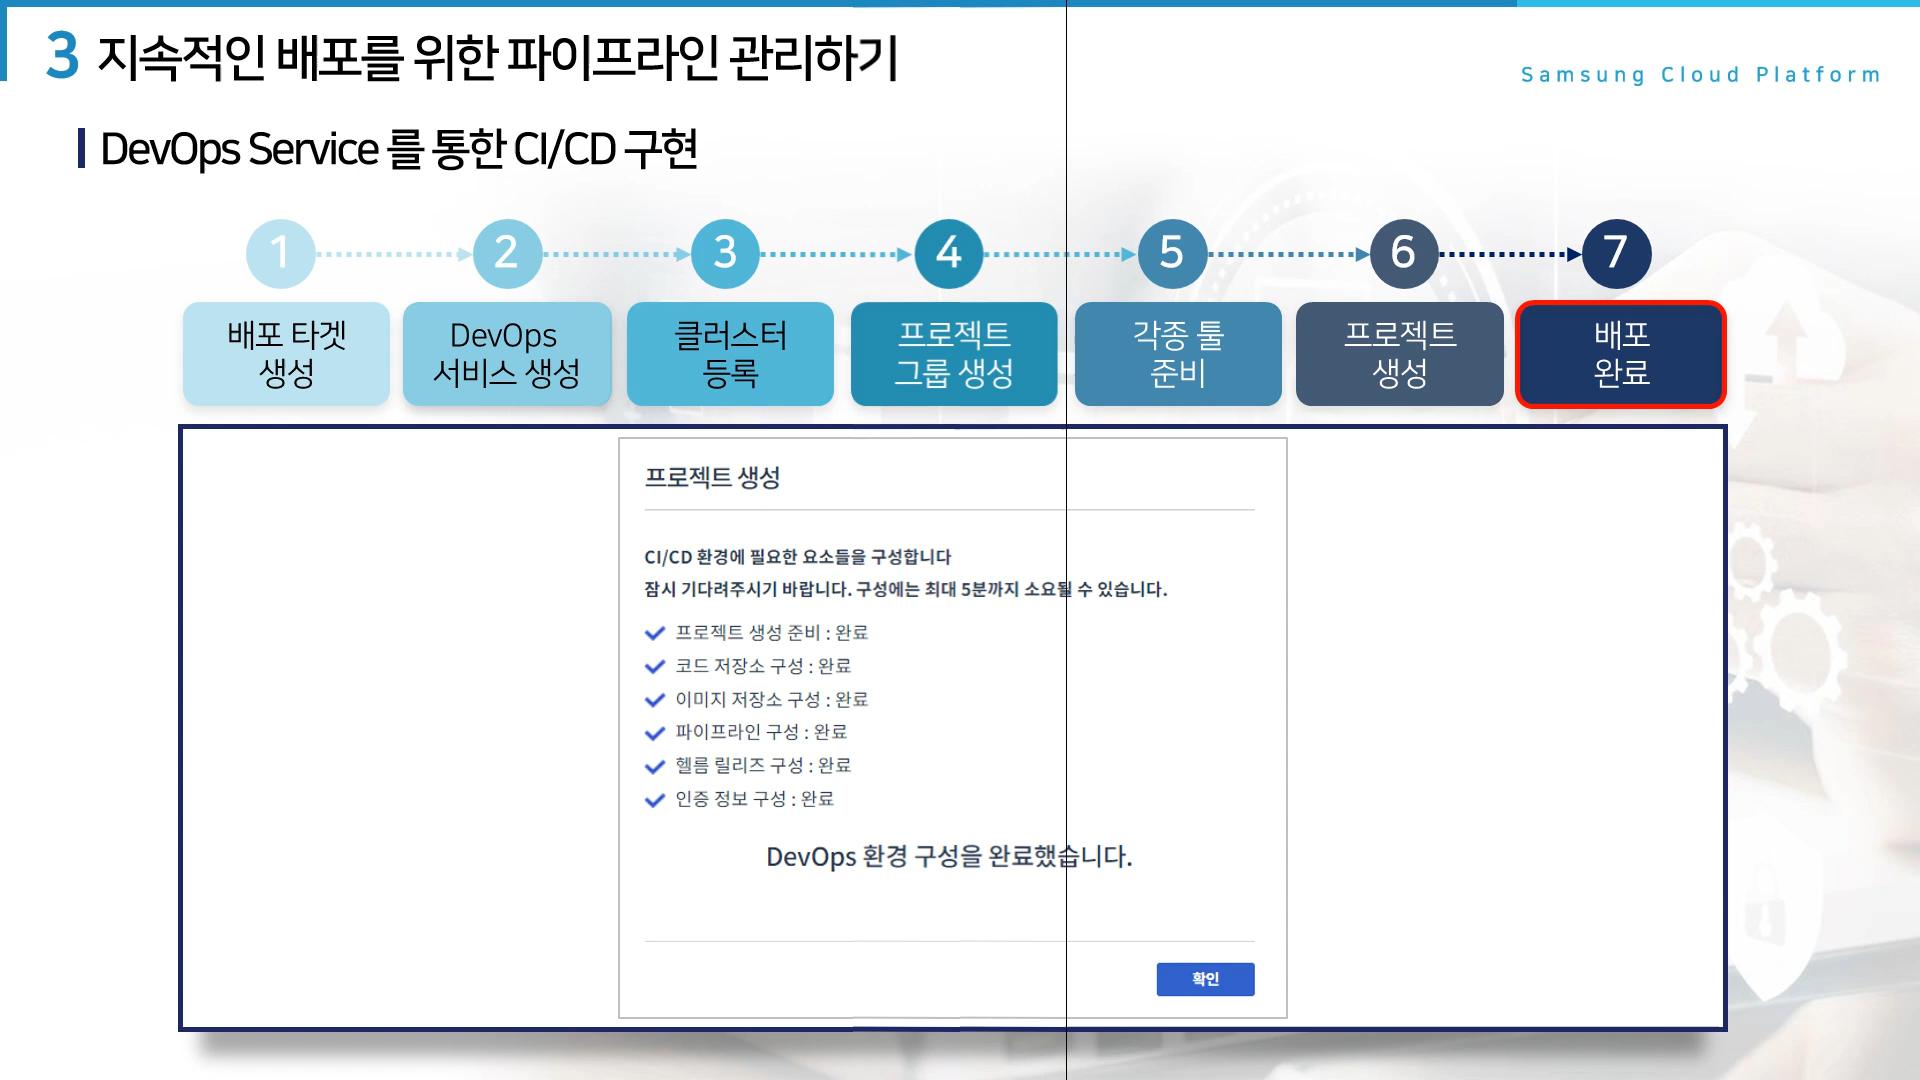 3 지속적인 배포를 위한 파이프라인 관리하기
Samsung Cloud Platform
DevOps Service 를 통한 CI/CD 구현
1
2
3
4
5
6
7
배포 타겟
생성
DevOps
서비스 생성
클러스터
등록
프로젝트
그룹 생성
각종 툴
준비
프로젝트
생성
배포
완료
프로젝트 생성
CI/CD 환경에 필요한 요소들을 구성합니다
잠시 기다려주시기 바랍니다. 구성에는 최대 5분까지 소요될 수 있습니다.
프로젝트 생성 준비 : 완료
코드 저장소 구성 : 완료
이미지 저장소 구성 : 완료
파이프라인 구성 : 완료
헬름 릴리즈 구성 : 완료
인증 정보 구성 : 완료
DevOps 환경 구성을 완료했습니다.
확인